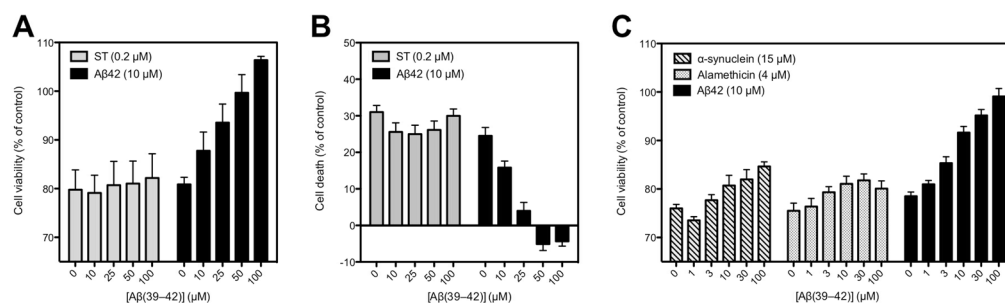 A
ST (0.2 μM)
Aβ42 (10 μM)
Cell viability (% of control)
110
100
90
80
70
0 10 25 50 100 0 10 25 50 100
[Aβ(39–42)] (μM)
B
ST (0.2 μM)
Aβ42 (10 μM)
Cell death (% of control)
50
40
30
20
10
0
-10
0 10 25 50 100 0 10 25 50 100
[Aβ(39–42)] (μM)
C
α-synuclein (15 μM)
Alamethicin (4 μM)
Aβ42 (10 μM)
Cell viability (% of control)
110
100
90
80
70
0 1 3 10 30 100 0 1 3 10 30 100 0 1 3 10 30 100
[Aβ(39–42)] (μM)